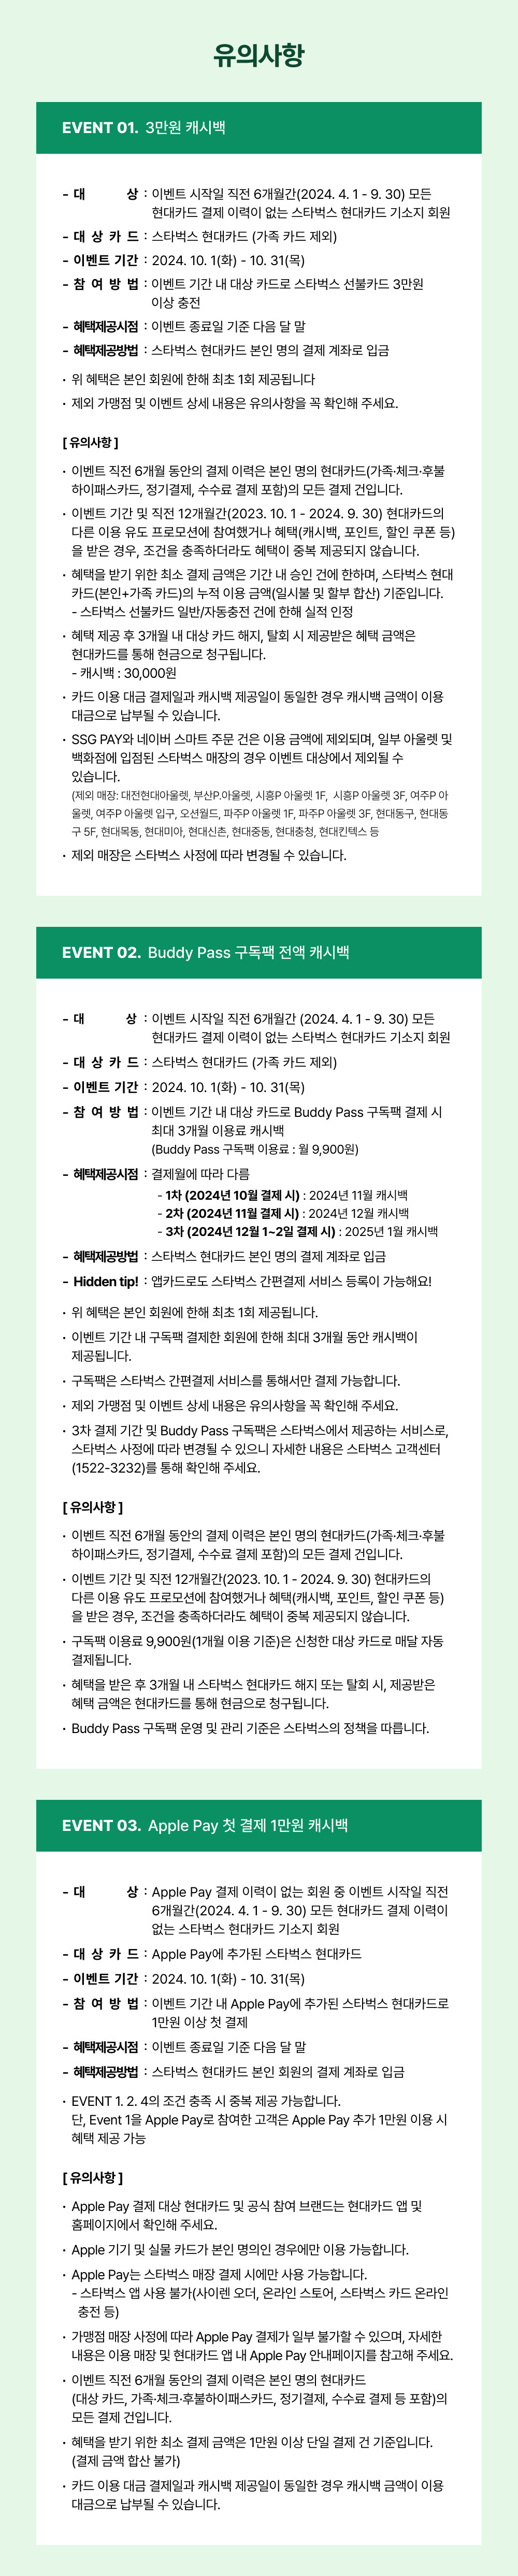 유의사항
EVENT 01. 3만원 캐시백
- 대 상 : 이벤트 시작일 직전 6개월간(2024. 4. 1 - 9. 30) 모든
현대카드 결제 이력이 없는 스타벅스 현대카드 기소지 회원
- 대 상 카 드 : 스타벅스 현대카드 (가족 카드 제외)
- 이벤트 기간 : 2024. 10. 1(화) - 10. 31(목)
- 참 여 방 법 : 이벤트 기간 내 대상 카드로 스타벅스 선불카드 3만원
이상 충전
- 혜택제공시점 : 이벤트 종료일 기준 다음 달 말
- 혜택제공방법 : 스타벅스 현대카드 본인 명의 결제 계좌로 입금
· 위 혜택은 본인 회원에 한해 최초 1회 제공됩니다
· 제외 가맹점 및 이벤트 상세 내용은 유의사항을 꼭 확인해 주세요.
[ 유의사항 ]
· 이벤트 직전 6개월 동안의 결제 이력은 본인 명의 현대카드(가족·체크·후불
하이패스카드, 정기결제, 수수료 결제 포함)의 모든 결제 건입니다.
· 이벤트 기간 및 직전 12개월간(2023. 10. 1 - 2024. 9. 30) 현대카드의
다른 이용 유도 프로모션에 참여했거나 혜택(캐시백, 포인트, 할인 쿠폰 등)
을 받은 경우, 조건을 충족하더라도 혜택이 중복 제공되지 않습니다.
· 혜택을 받기 위한 최소 결제 금액은 기간 내 승인 건에 한하며, 스타벅스 현대
카드(본인+가족 카드)의 누적 이용 금액(일시불 및 할부 합산) 기준입니다.
- 스타벅스 선불카드 일반/자동충전 건에 한해 실적 인정
· 혜택 제공 후 3개월 내 대상 카드 해지, 탈회 시 제공받은 혜택 금액은
현대카드를 통해 현금으로 청구됩니다.
- 캐시백 : 30,000원
· 카드 이용 대금 결제일과 캐시백 제공일이 동일한 경우 캐시백 금액이 이용
대금으로 납부될 수 있습니다.
· SSG PAY와 네이버 스마트 주문 건은 이용 금액에 제외되며, 일부 아울렛 및
백화점에 입점된 스타벅스 매장의 경우 이벤트 대상에서 제외될 수
있습니다.
(제외 매장: 대전현대아울렛, 부산P.아울렛, 시흥P 아울렛 1F, 시흥P 아울렛 3F, 여주P 아
울렛, 여주P 아울렛 입구, 오션월드, 파주P 아울렛 1F, 파주P 아울렛 3F, 현대동구, 현대동
구 5F, 현대목동, 현대미아, 현대신촌, 현대중동, 현대충청, 현대킨텍스 등
· 제외 매장은 스타벅스 사정에 따라 변경될 수 있습니다.
EVENT 02. Buddy Pass 구독팩 전액 캐시백
- 대 상 : 이벤트 시작일 직전 6개월간 (2024. 4. 1 - 9. 30) 모든
현대카드 결제 이력이 없는 스타벅스 현대카드 기소지 회원
- 대 상 카 드 : 스타벅스 현대카드 (가족 카드 제외)
- 이벤트 기간 : 2024. 10. 1(화) - 10. 31(목)
- 참 여 방 법 : 이벤트 기간 내 대상 카드로 Buddy Pass 구독팩 결제 시
최대 3개월 이용료 캐시백
(Buddy Pass 구독팩 이용료 : 월 9,900원)
- 혜택제공시점 : 결제월에 따라 다름
- 1차 (2024년 10월 결제 시) : 2024년 11월 캐시백
- 2차 (2024년 11월 결제 시) : 2024년 12월 캐시백
- 3차 (2024년 12월 1~2일 결제 시) : 2025년 1월 캐시백
- 혜택제공방법 : 스타벅스 현대카드 본인 명의 결제 계좌로 입금
- Hidden tip! : 앱카드로도 스타벅스 간편결제 서비스 등록이 가능해요!
· 위 혜택은 본인 회원에 한해 최초 1회 제공됩니다.
· 이벤트 기간 내 구독팩 결제한 회원에 한해 최대 3개월 동안 캐시백이
제공됩니다.
· 구독팩은 스타벅스 간편결제 서비스를 통해서만 결제 가능합니다.
· 제외 가맹점 및 이벤트 상세 내용은 유의사항을 꼭 확인해 주세요.
· 3차 결제 기간 및 Buddy Pass 구독팩은 스타벅스에서 제공하는 서비스로,
스타벅스 사정에 따라 변경될 수 있으니 자세한 내용은 스타벅스 고객센터
(1522-3232)를 통해 확인해 주세요.
[ 유의사항 ]
· 이벤트 직전 6개월 동안의 결제 이력은 본인 명의 현대카드(가족·체크·후불
하이패스카드, 정기결제, 수수료 결제 포함)의 모든 결제 건입니다.
· 이벤트 기간 및 직전 12개월간(2023. 10. 1 - 2024. 9. 30) 현대카드의
다른 이용 유도 프로모션에 참여했거나 혜택(캐시백, 포인트, 할인 쿠폰 등)
을 받은 경우, 조건을 충족하더라도 혜택이 중복 제공되지 않습니다.
· 구독팩 이용료 9,900원(1개월 이용 기준)은 신청한 대상 카드로 매달 자동
결제됩니다.
· 혜택을 받은 후 3개월 내 스타벅스 현대카드 해지 또는 탈회 시, 제공받은
혜택 금액은 현대카드를 통해 현금으로 청구됩니다.
· Buddy Pass 구독팩 운영 및 관리 기준은 스타벅스의 정책을 따릅니다.
EVENT 03. Apple Pay 첫 결제 1만원 캐시백
- 대 상 : Apple Pay 결제 이력이 없는 회원 중 이벤트 시작일 직전
6개월간(2024. 4. 1 - 9. 30) 모든 현대카드 결제 이력이
없는 스타벅스 현대카드 기소지 회원
- 대 상 카 드 : Apple Pay에 추가된 스타벅스 현대카드
- 이벤트 기간 : 2024. 10. 1(화) - 10. 31(목)
- 참 여 방 법 : 이벤트 기간 내 Apple Pay에 추가된 스타벅스 현대카드로
1만원 이상 첫 결제
- 혜택제공시점 : 이벤트 종료일 기준 다음 달 말
- 혜택제공방법 : 스타벅스 현대카드 본인 회원의 결제 계좌로 입금
· EVENT 1. 2. 4의 조건 충족 시 중복 제공 가능합니다.
단, Event 1을 Apple Pay로 참여한 고객은 Apple Pay 추가 1만원 이용 시
혜택 제공 가능
[ 유의사항 ]
· Apple Pay 결제 대상 현대카드 및 공식 참여 브랜드는 현대카드 앱 및
홈페이지에서 확인해 주세요.
· Apple 기기 및 실물 카드가 본인 명의인 경우에만 이용 가능합니다.
· Apple Pay는 스타벅스 매장 결제 시에만 사용 가능합니다.
- 스타벅스 앱 사용 불가(사이렌 오더, 온라인 스토어, 스타벅스 카드 온라인
충전 등)
· 가맹점 매장 사정에 따라 Apple Pay 결제가 일부 불가할 수 있으며, 자세한
내용은 이용 매장 및 현대카드 앱 내 Apple Pay 안내페이지를 참고해 주세요.
· 이벤트 직전 6개월 동안의 결제 이력은 본인 명의 현대카드
(대상 카드, 가족·체크·후불하이패스카드, 정기결제, 수수료 결제 등 포함)의
모든 결제 건입니다.
· 혜택을 받기 위한 최소 결제 금액은 1만원 이상 단일 결제 건 기준입니다.
(결제 금액 합산 불가)
· 카드 이용 대금 결제일과 캐시백 제공일이 동일한 경우 캐시백 금액이 이용
대금으로 납부될 수 있습니다.